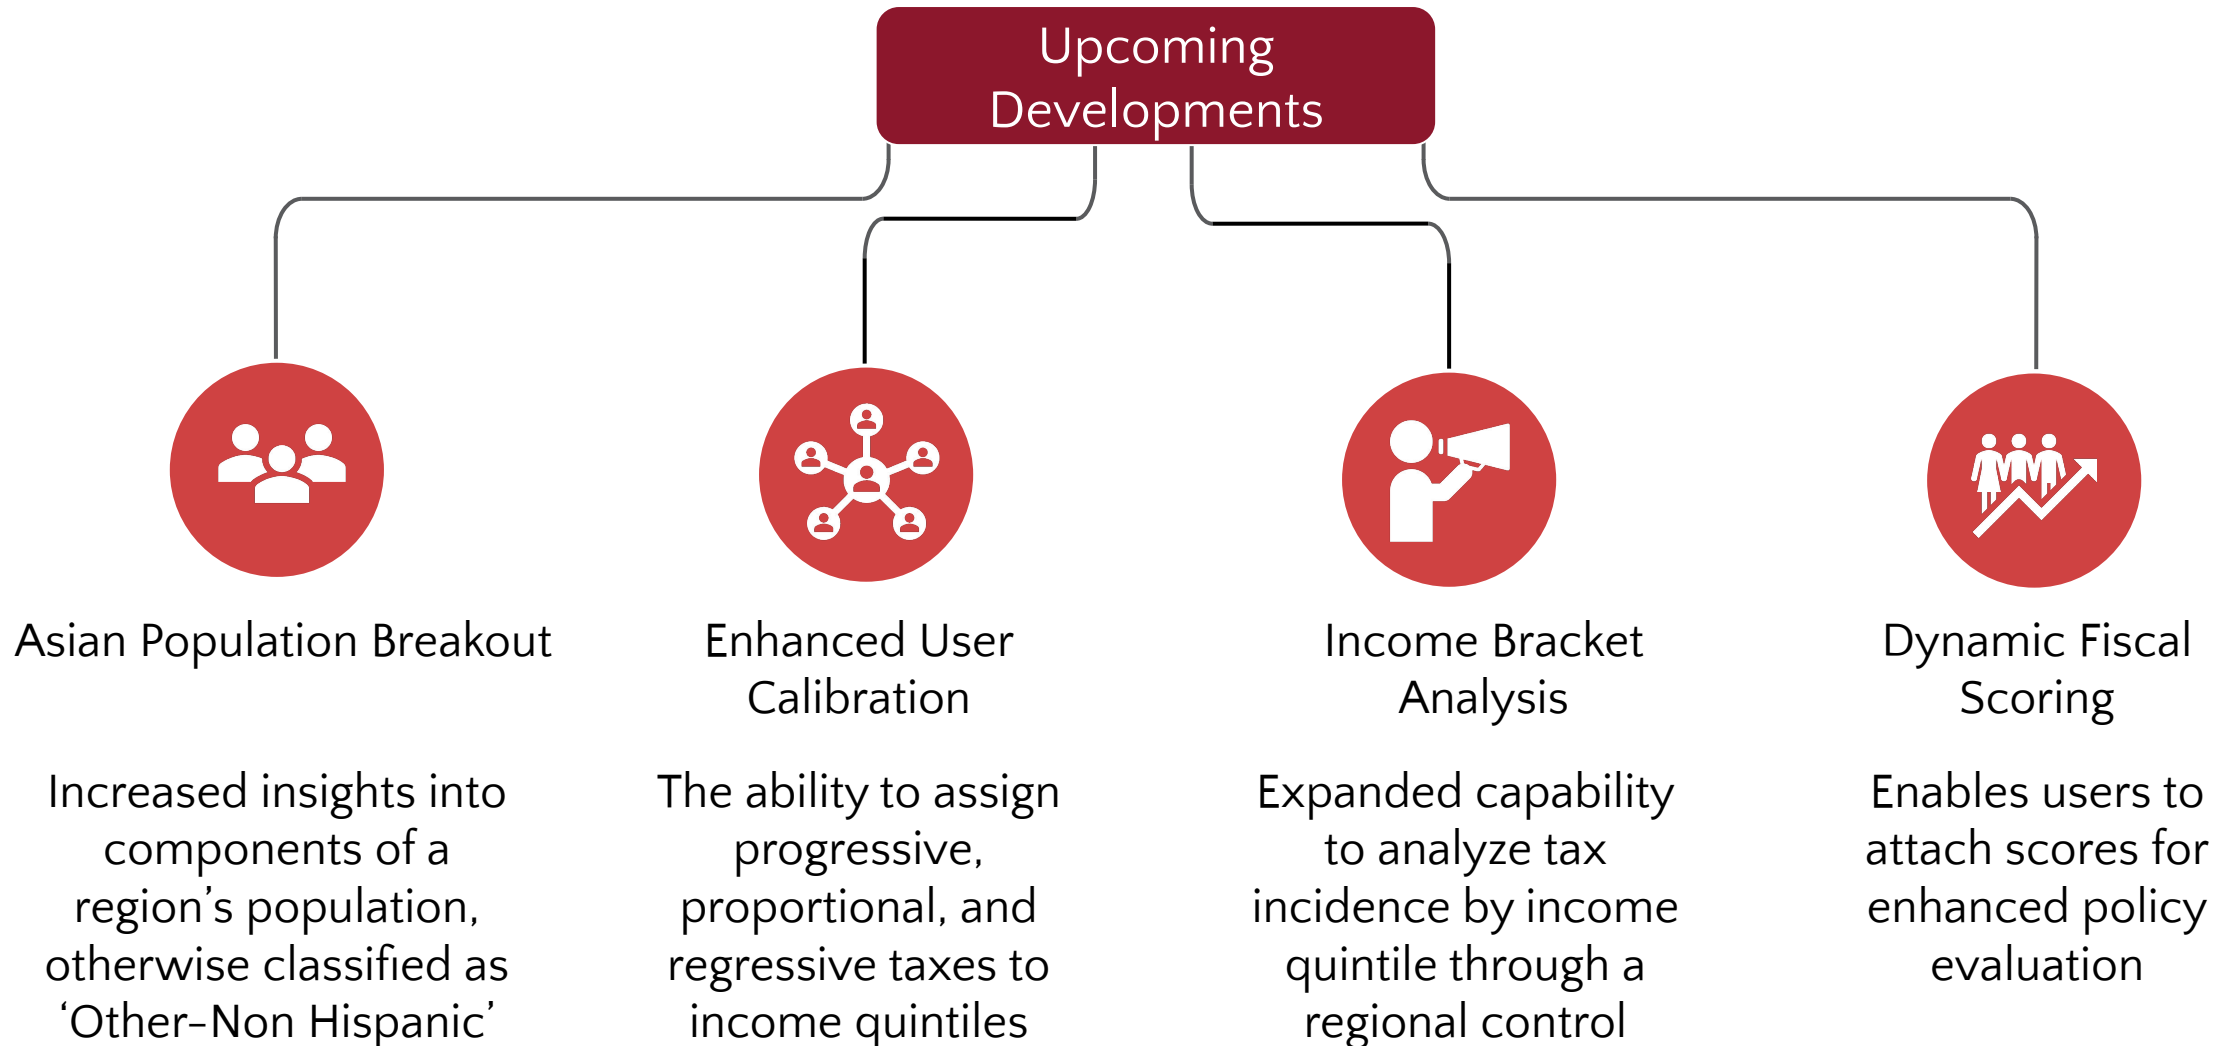 Upcoming
Developments
Asian Population Breakout
Increased insights into
components of a
region’s population,
otherwise classified as
‘Other-Non Hispanic’
Enhanced User
Calibration
The ability to assign
progressive,
proportional, and
regressive taxes to
income quintiles
Income Bracket
Analysis
Expanded capability
to analyze tax
incidence by income
quintile through a
regional control
Dynamic Fiscal
Scoring
Enables users to
attach scores for
enhanced policy
evaluation